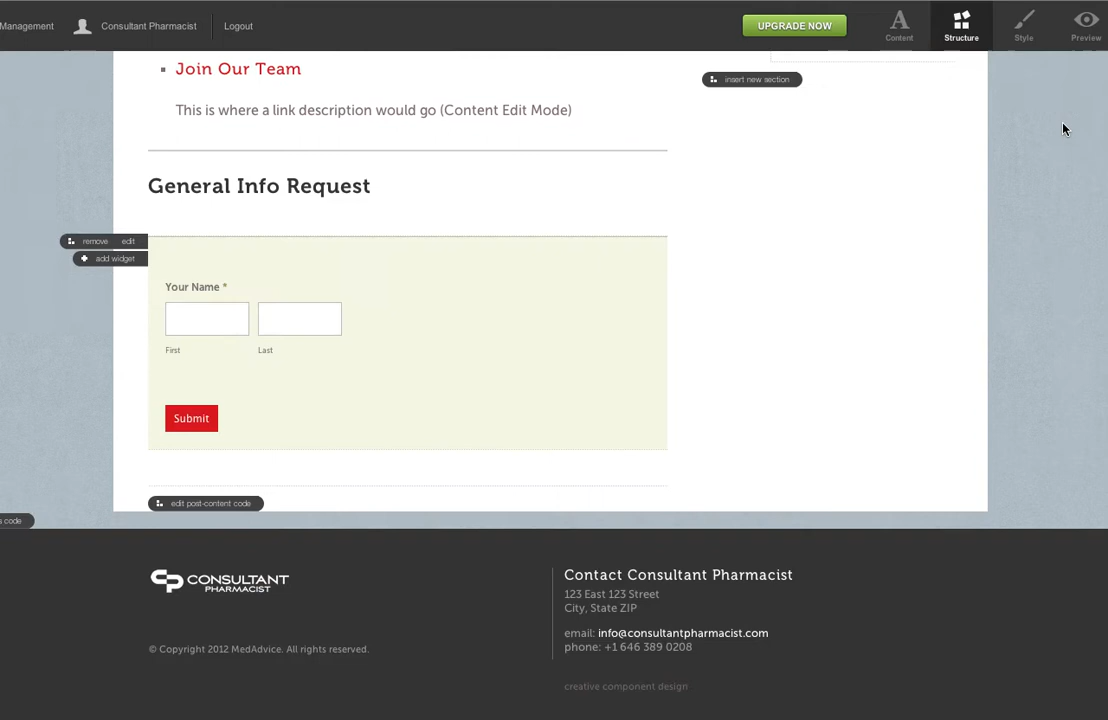 Management
Consultant Pharmacist
Logout
UPGRADE NOW
Content
Structure
Style
Preview
Join Our Team
insert new section
This is where a link description would go (Content Edit Mode)
General Info Request
remove edit
add widget
Your Name *
First
Last
Submit
edit post-content code
s code
CONSULTANT
PHARMACIST
Contact Consultant Pharmacist
123 East 123 Street
City, State ZIP
email: info@consultantpharmacist.com
phone: +1 646 389 0208
© Copyright 2012 MedAdvice. All rights reserved.
creative component design